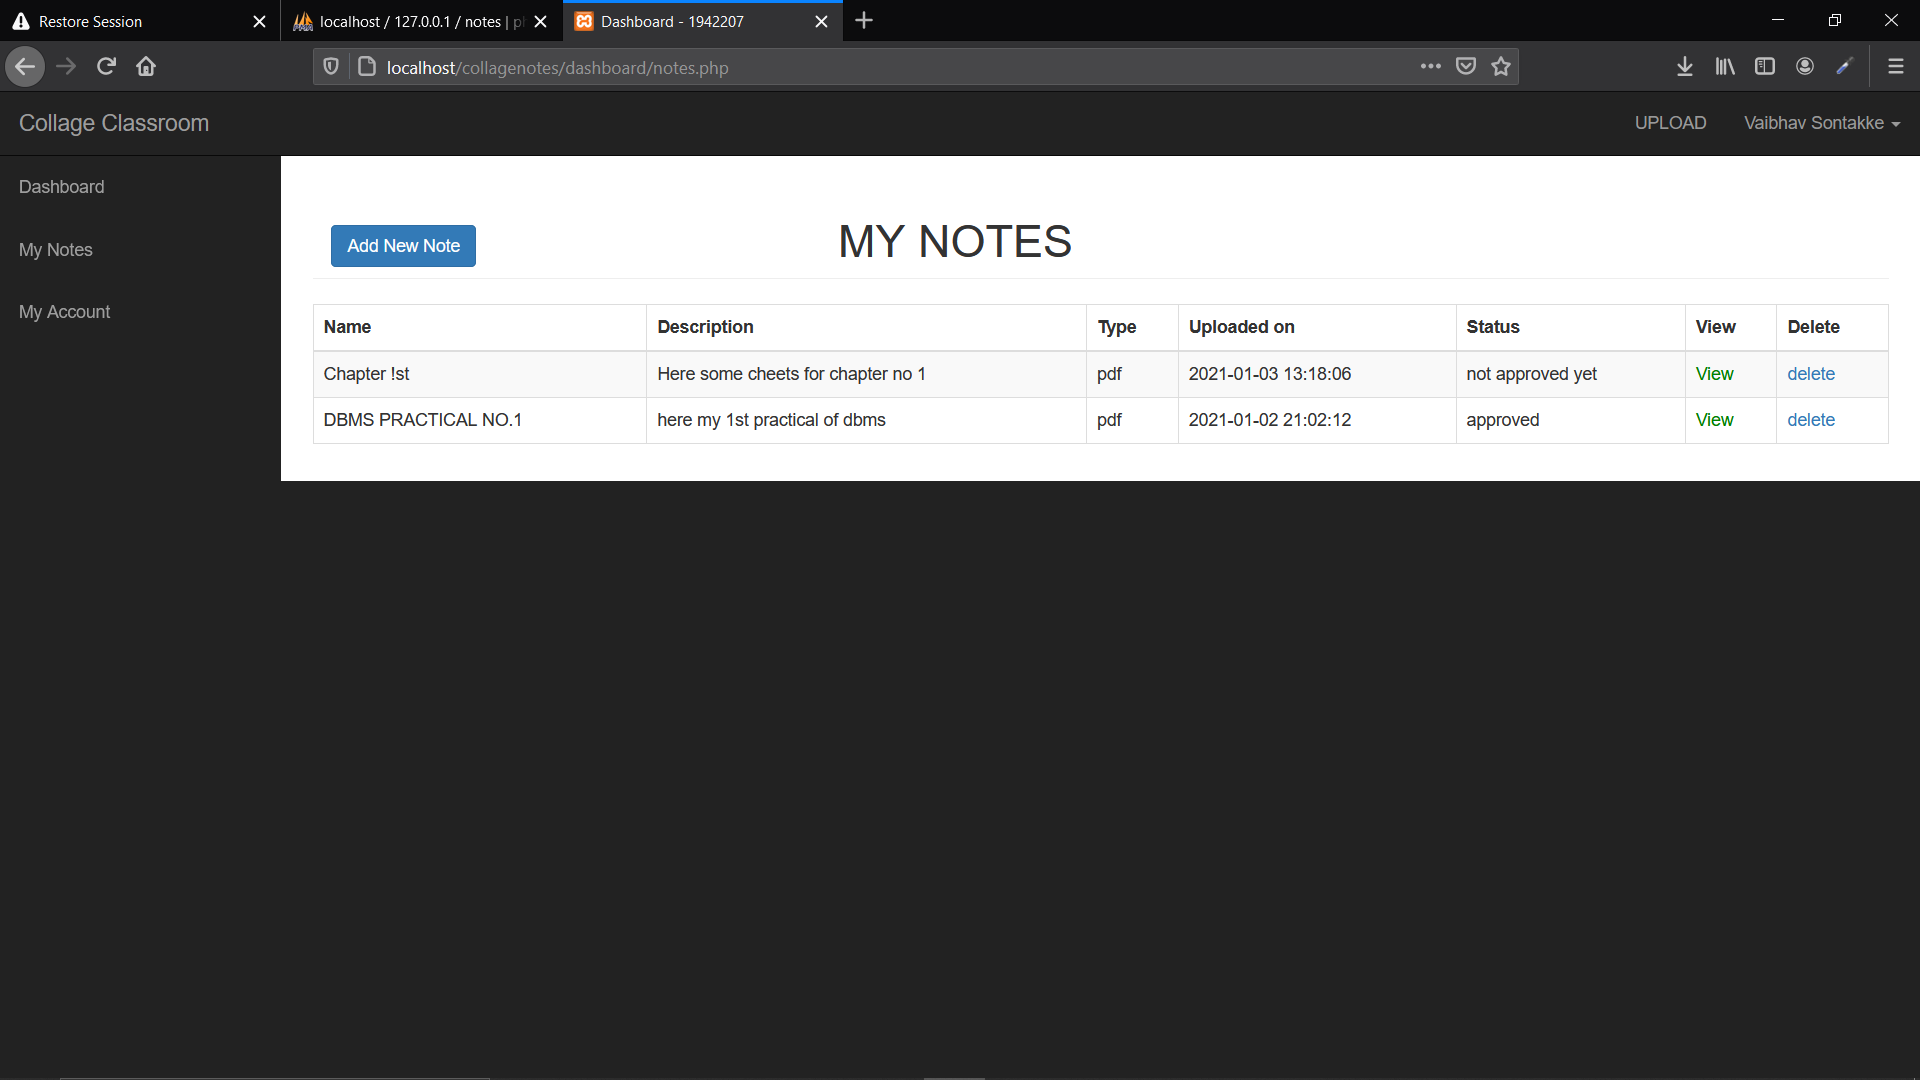 Restore Session
localhost / 127.0.0.1 / notes | ph
Dashboard - 1942207
localhost/collagenotes/dashboard/notes.php
Collage Classroom
UPLOAD
Vaibhav Sontakke
Dashboard
My Notes
My Account
Add New Note
MY NOTES
Name Description Type Uploaded on Status View Delete
Chapter !st Here some cheets for chapter no 1 pdf 2021-01-03 13:18:06 not approved yet View delete
DBMS PRACTICAL NO.1 here my 1st practical of dbms pdf 2021-01-02 21:02:12 approved View delete